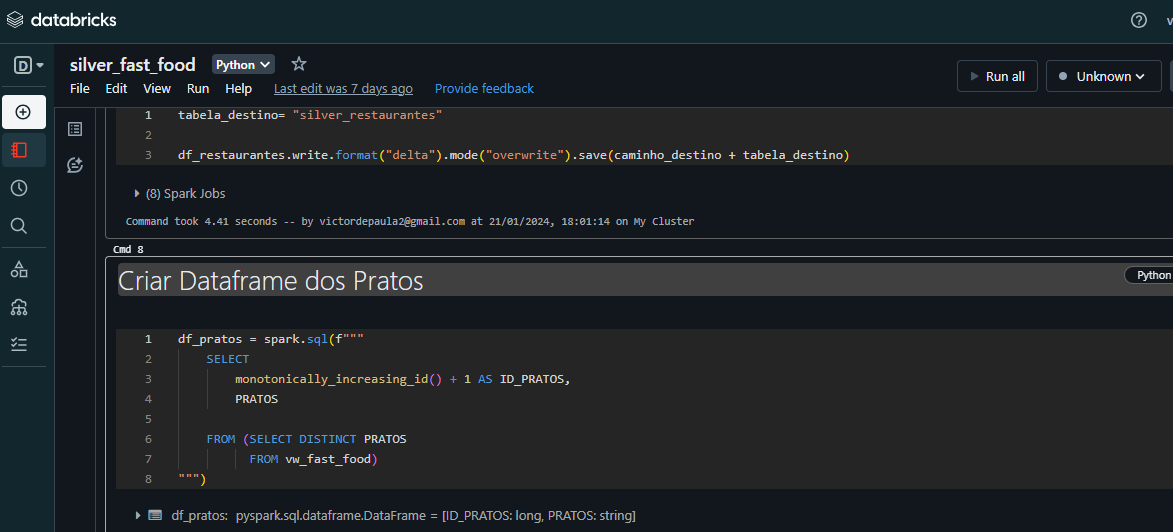 databricks
silver_fast_food Python
File Edit View Run Help Last edit was 7 days ago Provide feedback
Run all Unknown
1 tabela_destino= "silver_restaurantes"
2
3 df_restaurantes.write.format("delta").mode("overwrite").save(caminho_destino + tabela_destino)
(8) Spark Jobs
Command took 4.41 seconds -- by victordepaula2@gmail.com at 21/01/2024, 18:01:14 on My Cluster
Cmd 8
Criar Dataframe dos Pratos
Python
1 df_pratos = spark.sql(f"""
2 SELECT
3 monotonically_increasing_id() + 1 AS ID_PRATOS,
4 PRATOS
5
6 FROM (SELECT DISTINCT PRATOS
7 FROM vw_fast_food)
8 """)
df_pratos: pyspark.sql.dataframe.DataFrame = [ID_PRATOS: long, PRATOS: string]